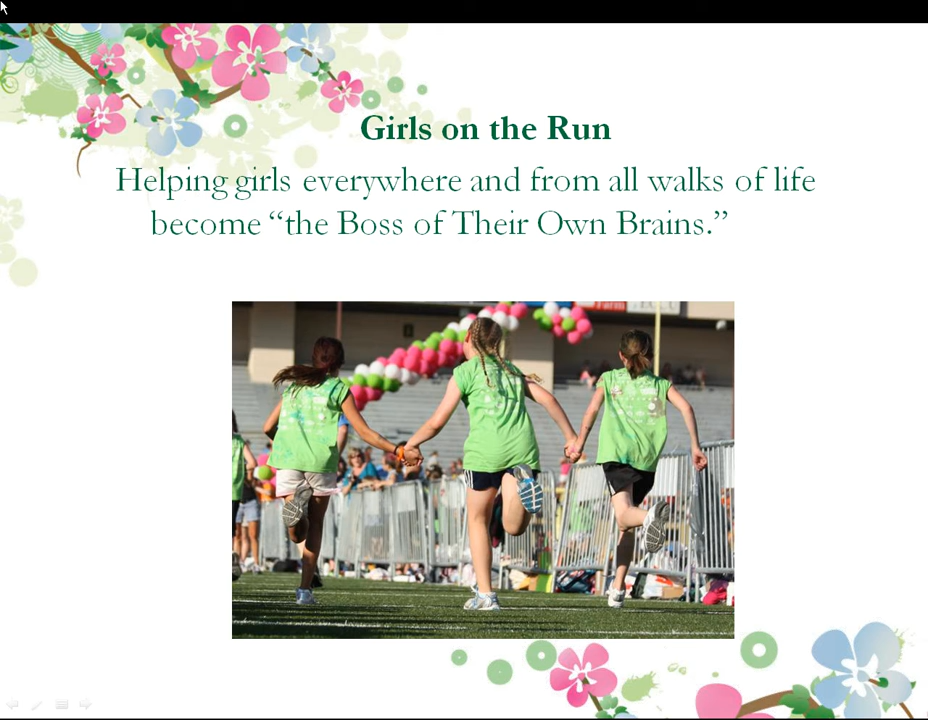 Girls on the Run
Helping girls everywhere and from all walks of life
become “the Boss of Their Own Brains.”